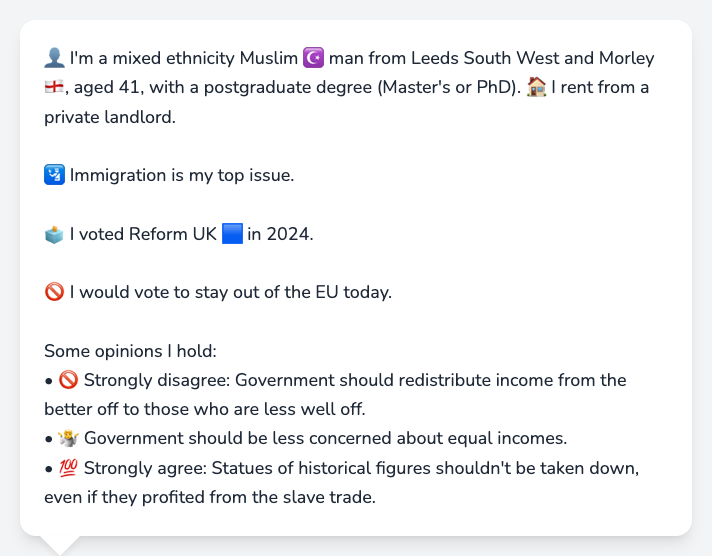 👤 I'm a mixed ethnicity Muslim ☪️ man from Leeds South West and Morley
🏴󠁧󠁢󠁥󠁮󠁧󠁿, aged 41, with a postgraduate degree (Master's or PhD). 🏠 I rent from a
private landlord.
🛂 Immigration is my top issue.
🗳️ I voted Reform UK 🟦 in 2024.
🚫 I would vote to stay out of the EU today.
Some opinions I hold:
• 🚫 Strongly disagree: Government should redistribute income from the
better off to those who are less well off.
• 🤷 Government should be less concerned about equal incomes.
• 💯 Strongly agree: Statues of historical figures shouldn't be taken down,
even if they profited from the slave trade.